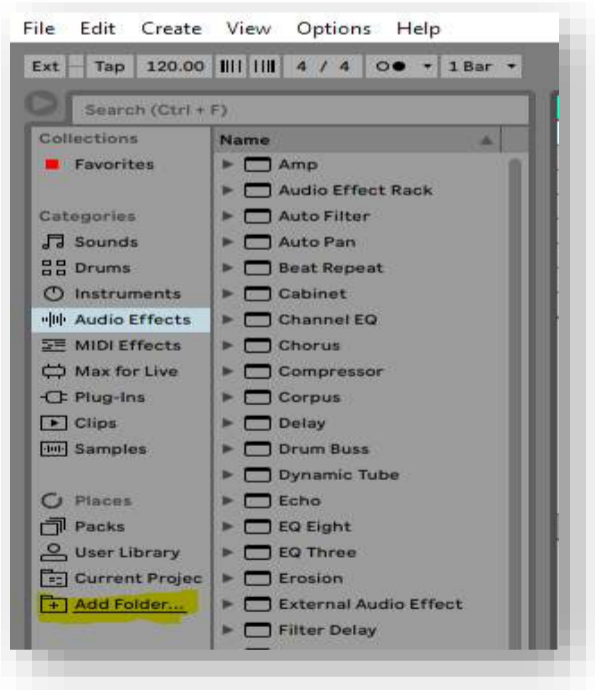 File Edit Create View Options Help
Ext Tap 120.00 4 / 4 1 Bar
Search (Ctrl + F)
Collections
Favorites
Categories
Sounds
Drums
Instruments
Audio Effects
MIDI Effects
Max for Live
Plug-Ins
Clips
Samples
Places
Packs
User Library
Current Projec
Add Folder...
Name
Amp
Audio Effect Rack
Auto Filter
Auto Pan
Beat Repeat
Cabinet
Channel EQ
Chorus
Compressor
Corpus
Delay
Drum Buss
Dynamic Tube
Echo
EQ Eight
EQ Three
Erosion
External Audio Effect
Filter Delay